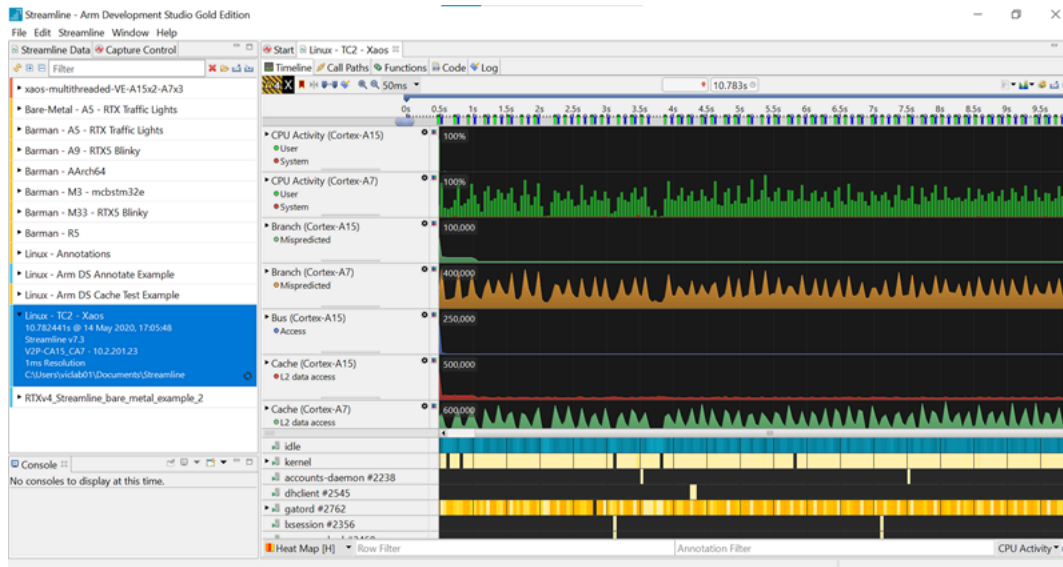 Streamline - Arm Development Studio Gold Edition
File Edit Streamline Window Help
Streamline Data Capture Control
Filter
xaos-multithreaded-VE-A15x2-A7x3
Bare-Metal - A5 - RTX Traffic Lights
Barman - A5 - RTX Traffic Lights
Barman - A9 - RTX5 Blinky
Barman - AArch64
Barman - M3 - mcbstm32e
Barman - M33 - RTX5 Blinky
Barman - R5
Linux - Annotations
Linux - Arm DS Annotate Example
Linux - Arm DS Cache Test Example
Linux - TC2 - Xaos
10.782441s @ 14 May 2020, 17:05:48
Streamline v7.3
V2P-CA15_CA7 - 10.2.201.23
1ms Resolution
C:\Users\viclab01\Documents\Streamline
RTXv4_Streamline_bare_metal_example_2
Console
No consoles to display at this time.
Start Linux - TC2 - Xaos
Timeline Call Paths Functions Code Log
X 50ms 10.783s
0s 0.5s 1s 1.5s 2s 2.5s 3s 3.5s 4s 4.5s 5s 5.5s 6s 6.5s 7s 7.5s 8s 8.5s 9s 9.5s
CPU Activity (Cortex-A15) 100%
User
System
CPU Activity (Cortex-A7) 100%
User
System
Branch (Cortex-A15) 100,000
Mispredicted
Branch (Cortex-A7) 400,000
Mispredicted
Bus (Cortex-A15) 250,000
Access
Cache (Cortex-A15) 500,000
L2 data access
Cache (Cortex-A7) 600,000
L2 data access
idle
kernel
accounts-daemon #2238
dhclient #2545
gatord #2762
lxsession #2356
Heat Map [H] Row Filter Annotation Filter CPU Activity